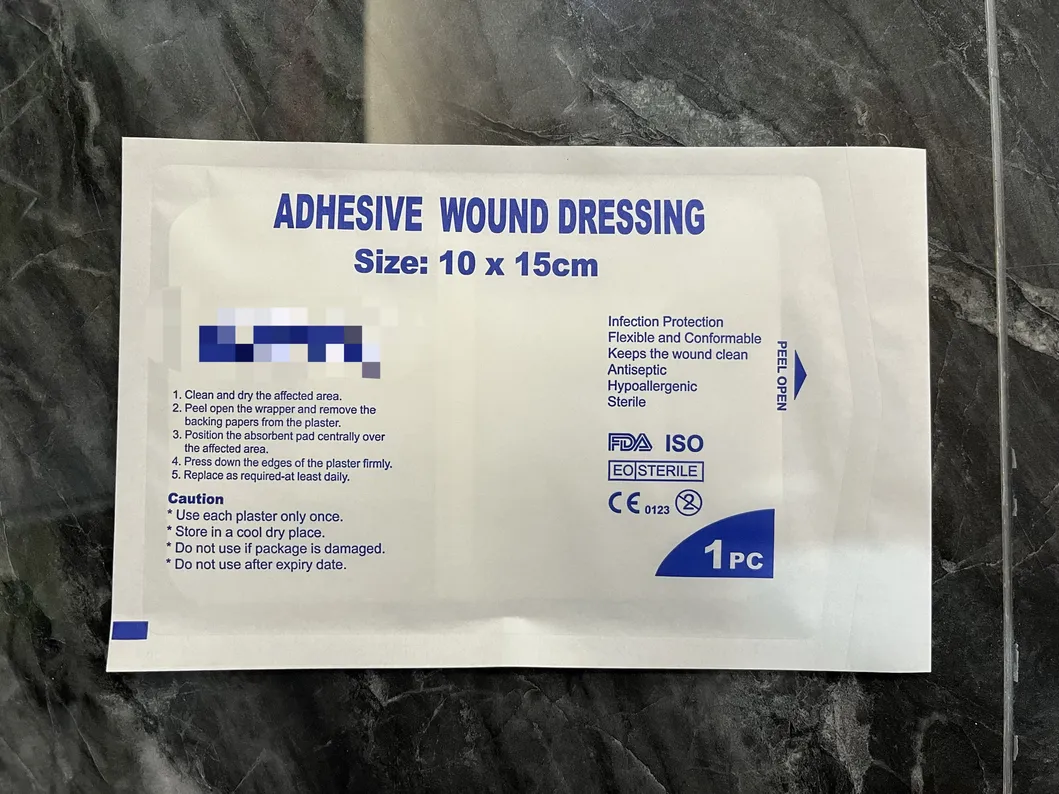 ADHESIVE WOUND DRESSING
Size: 10 x 15cm
1. Clean and dry the affected area.
2. Peel open the wrapper and remove the
backing papers from the plaster.
3. Position the absorbent pad centrally over
the affected area.
4. Press down the edges of the plaster firmly.
5. Replace as required-at least daily.
Caution
* Use each plaster only once.
* Store in a cool dry place.
* Do not use if package is damaged.
* Do not use after expiry date.
Infection Protection
Flexible and Conformable
Keeps the wound clean
Antiseptic
Hypoallergenic
Sterile
FDA ISO
EO STERILE
CE 0123 2
1 PC
PEEL OPEN